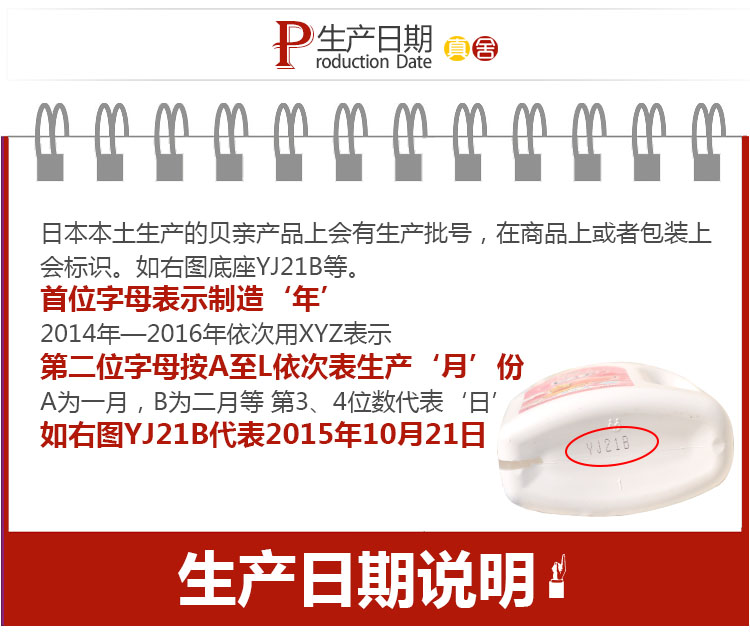 P 生产日期 真舍
roduction Date
日本本土生产的贝亲产品上会有生产批号，在商品上或者包装上
会标识。如右图底座YJ21B等。
首位字母表示制造‘年’
2014年—2016年依次用XYZ表示
第二位字母按A至L依次表生产‘月’份
A为一月，B为二月等 第3、4位数代表‘日’
如右图YJ21B代表2015年10月21日
YJ21B
生产日期说明